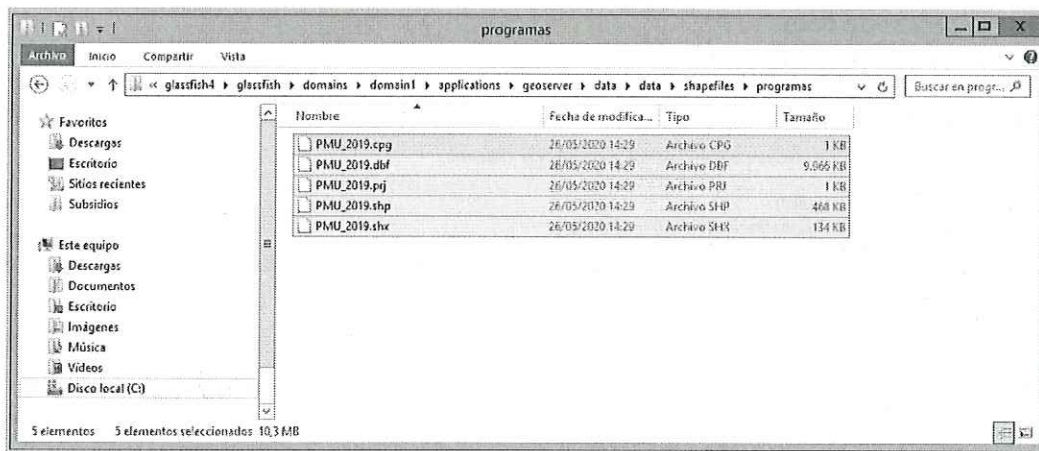 programas
Archivo Inicio Compartir Vista
« glassfish4 ▸ glassfish ▸ domains ▸ domain1 ▸ applications ▸ geoserver ▸ data ▸ data ▸ shapefiles ▸ programas
Buscar en progr...
Favoritos
Descargas
Escritorio
Sitios recientes
Subsidios
Este equipo
Descargas
Documentos
Escritorio
Imágenes
Música
Vídeos
Disco local (C:)
Nombre Fecha de modifica... Tipo Tamaño
PMU_2019.cpg 26/05/2020 14:29 Archivo CPG 1 KB
PMU_2019.dbf 26/05/2020 14:29 Archivo DBF 9.666 KB
PMU_2019.prj 26/05/2020 14:29 Archivo PRJ 1 KB
PMU_2019.shp 26/05/2020 14:29 Archivo SHP 468 KB
PMU_2019.shx 26/05/2020 14:29 Archivo SHX 134 KB
5 elementos 5 elementos seleccionados 10,3 MB